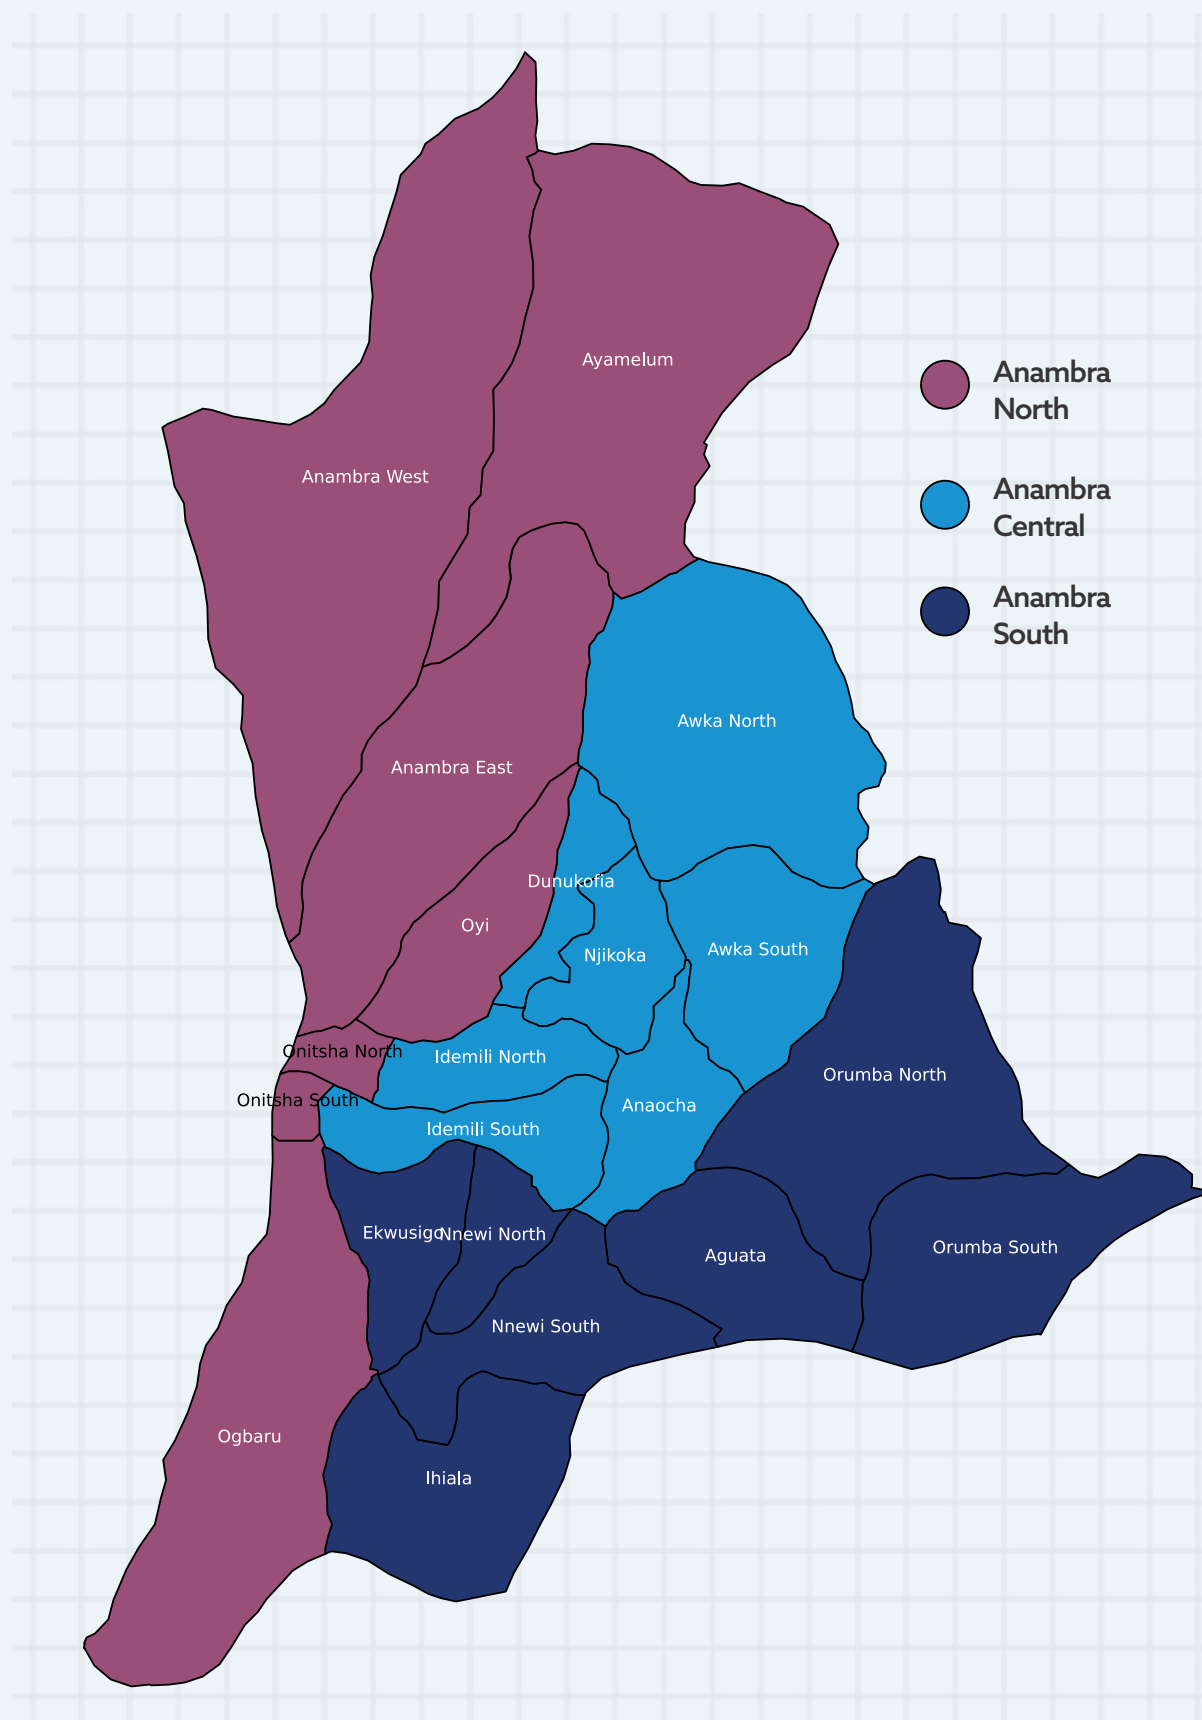 Ayamelum
Anambra
North
Anambra West
Anambra
Central
Anambra
South
Awka North
Anambra East
Dunukofia
Oyi
Njikoka
Awka South
Onitsha North
Idemili North
Orumba North
Onitsha South
Anaocha
Idemili South
Ekwusigo
Nnewi North
Aguata
Orumba South
Nnewi South
Ogbaru
Ihiala